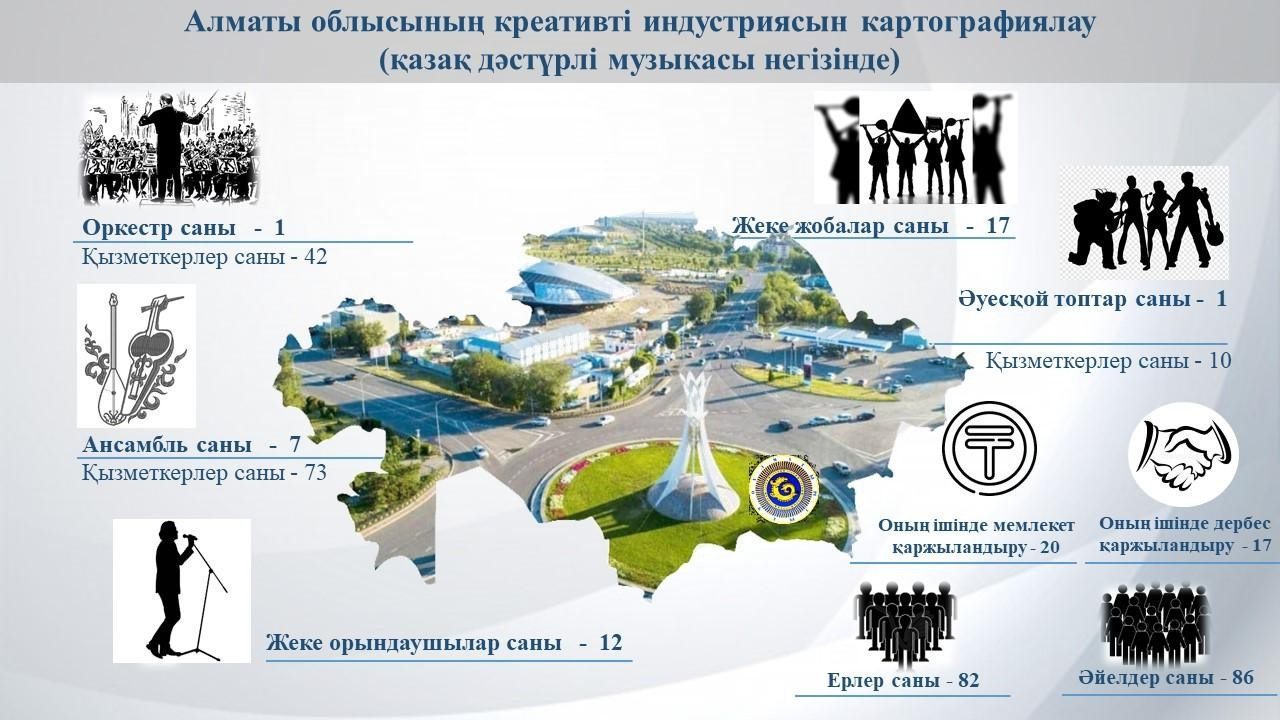 Алматы облысының креативті индустриясын картографиялау
(қазақ дәстүрлі музыкасы негізінде)
Оркестр саны - 1
Қызметкерлер саны - 42
Ансамбль саны - 7
Қызметкерлер саны - 73
Жеке орындаушылар саны - 12
Жеке жобалар саны - 17
Әуесқой топтар саны - 1
Қызметкерлер саны - 10
Оның ішінде мемлекет
қаржыландыру - 20
Оның ішінде дербес
қаржыландыру - 17
Ерлер саны - 82
Әйелдер саны - 86